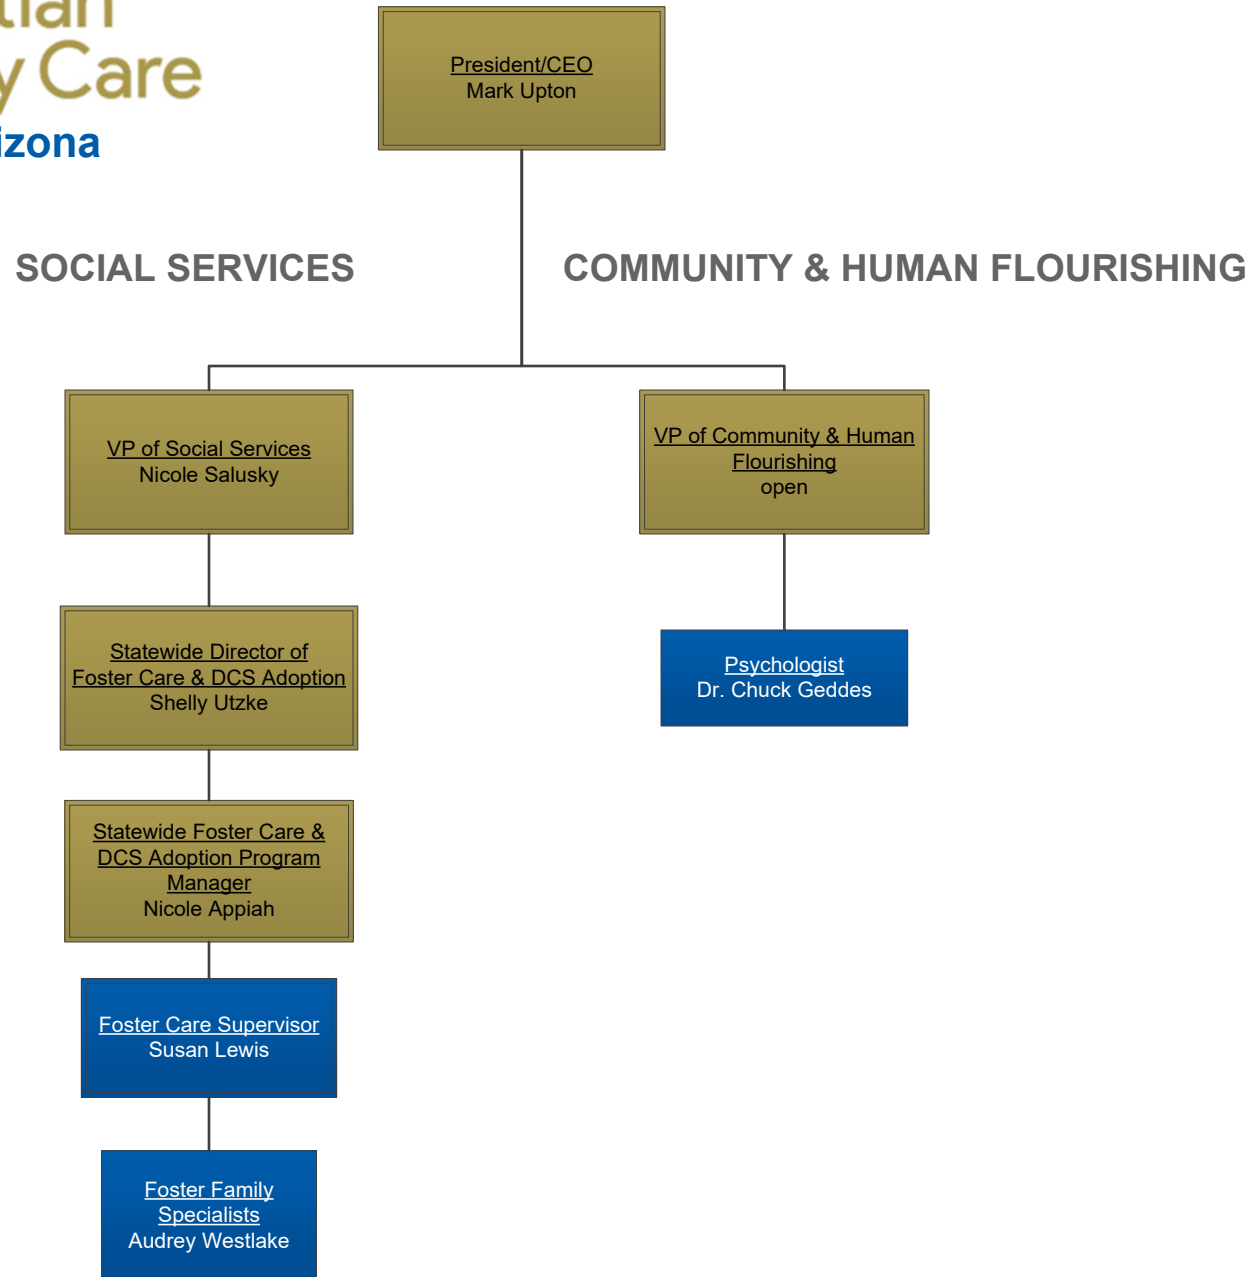 tian
y Care
izona
President/CEO
Mark Upton
SOCIAL SERVICES
COMMUNITY & HUMAN FLOURISHING
VP of Social Services
Nicole Salusky
VP of Community & Human
Flourishing
open
Statewide Director of
Foster Care & DCS Adoption
Shelly Utzke
Psychologist
Dr. Chuck Geddes
Statewide Foster Care &
DCS Adoption Program
Manager
Nicole Appiah
Foster Care Supervisor
Susan Lewis
Foster Family
Specialists
Audrey Westlake